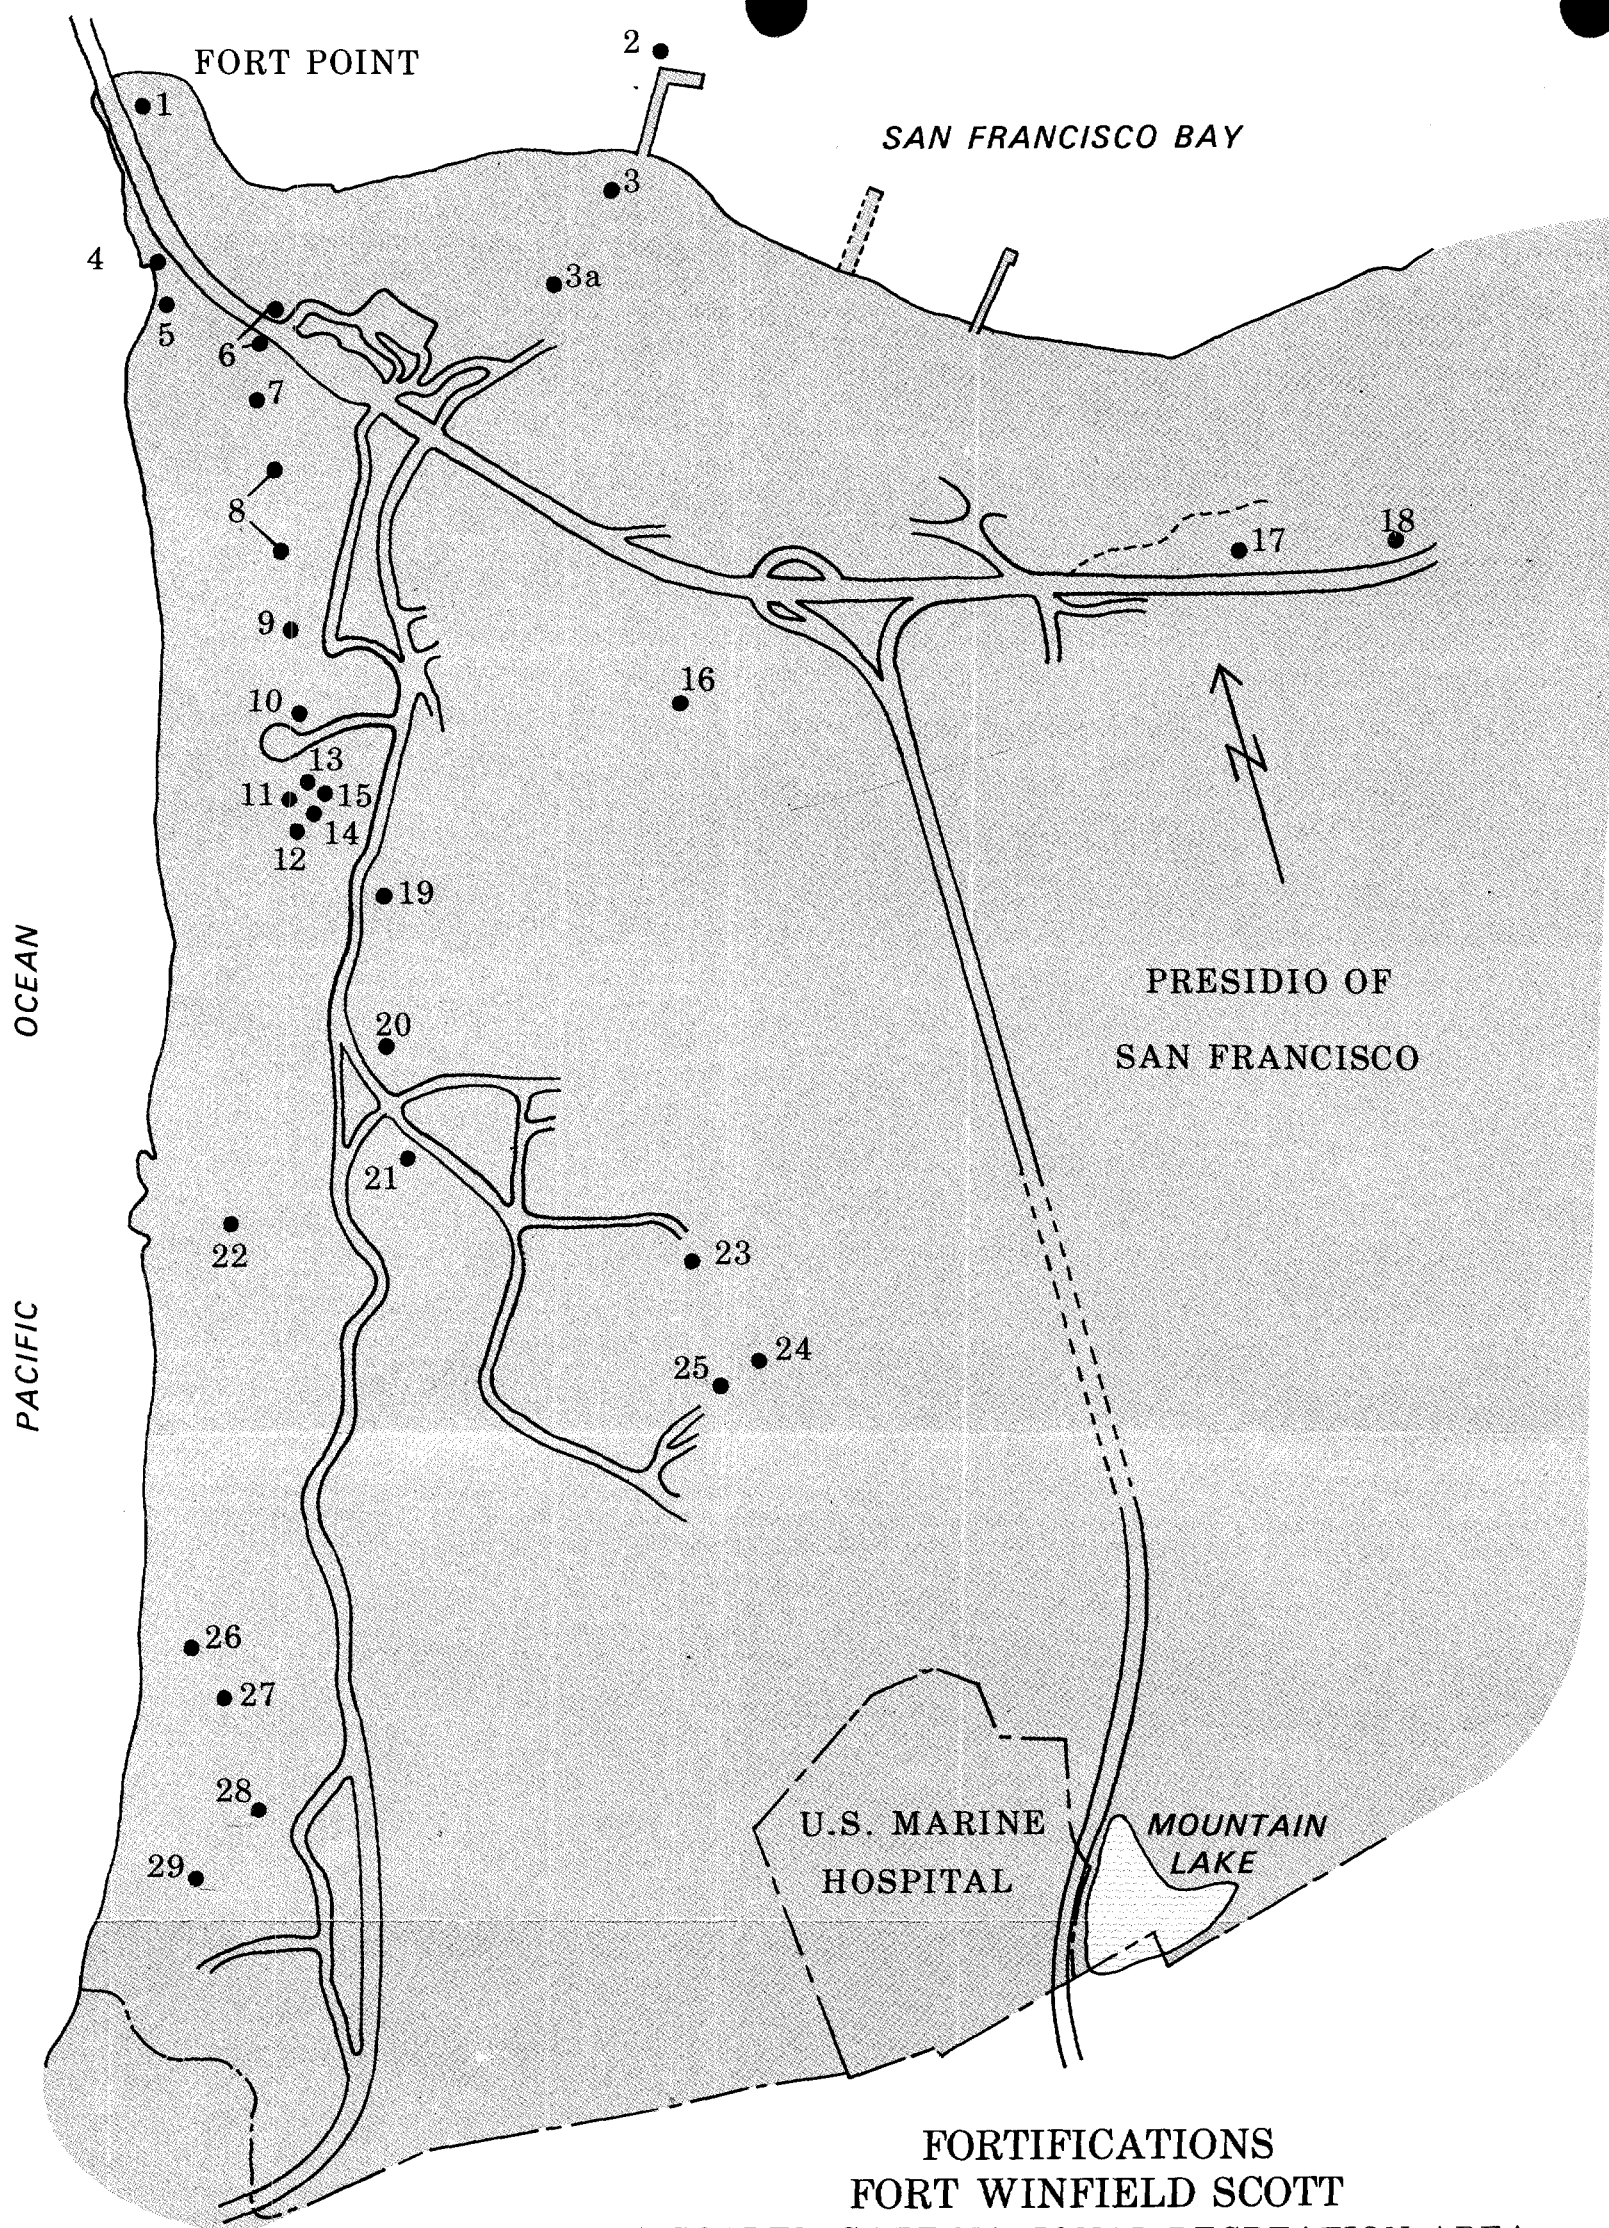 FORT POINT
2
1
SAN FRANCISCO BAY
3
4
3a
5
6
7
8
18
17
9
16
10
13
11
15
14
12
19
OCEAN
PRESIDIO OF
SAN FRANCISCO
20
21
22
23
PACIFIC
24
25
26
27
28
U.S. MARINE
HOSPITAL
MOUNTAIN
LAKE
29
FORTIFICATIONS
FORT WINFIELD SCOTT